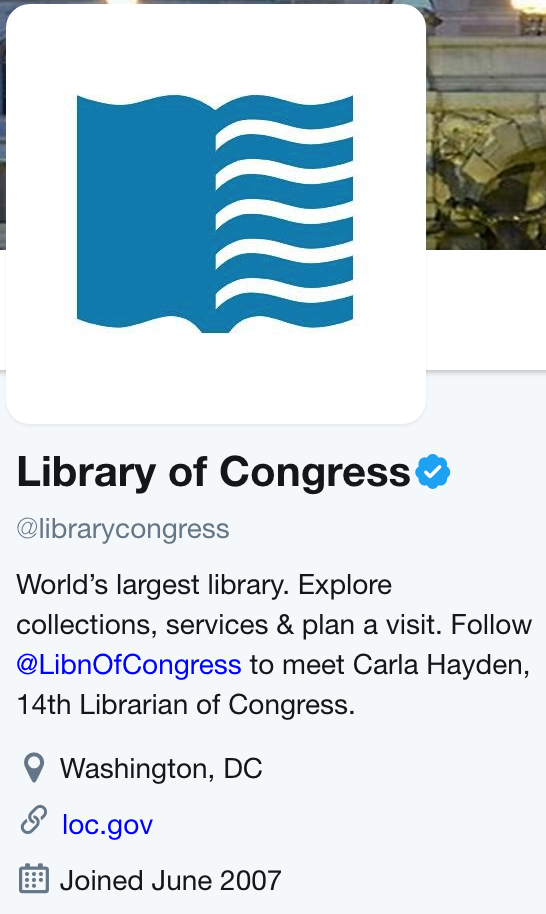 Library of Congress
@librarycongress
World’s largest library. Explore
collections, services & plan a visit. Follow
@LibnOfCongress to meet Carla Hayden,
14th Librarian of Congress.
Washington, DC
loc.gov
Joined June 2007